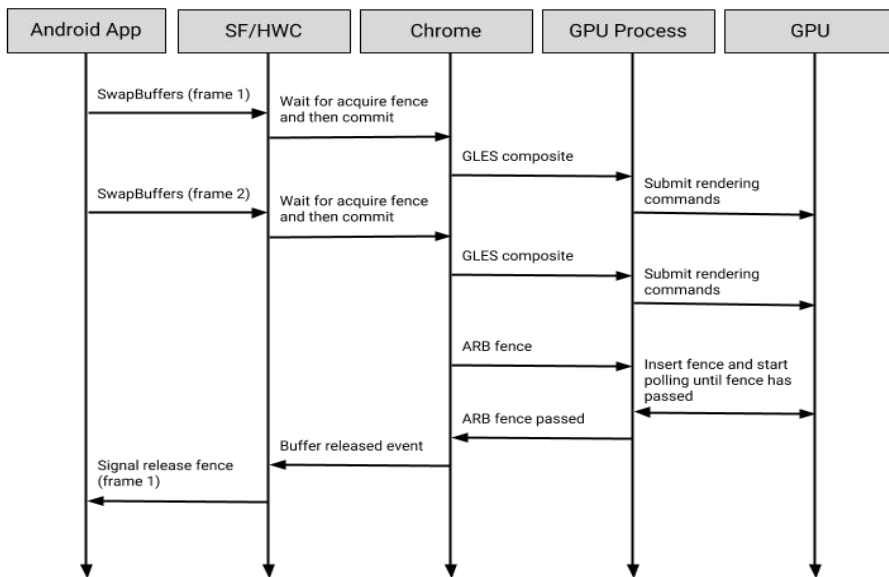 Android App
SF/HWC
Chrome
GPU Process
GPU
SwapBuffers (frame 1)
Wait for acquire fence
and then commit
GLES composite
Submit rendering
commands
SwapBuffers (frame 2)
Wait for acquire fence
and then commit
GLES composite
Submit rendering
commands
ARB fence
Insert fence and start
polling until fence has
passed
ARB fence passed
Buffer released event
Signal release fence
(frame 1)